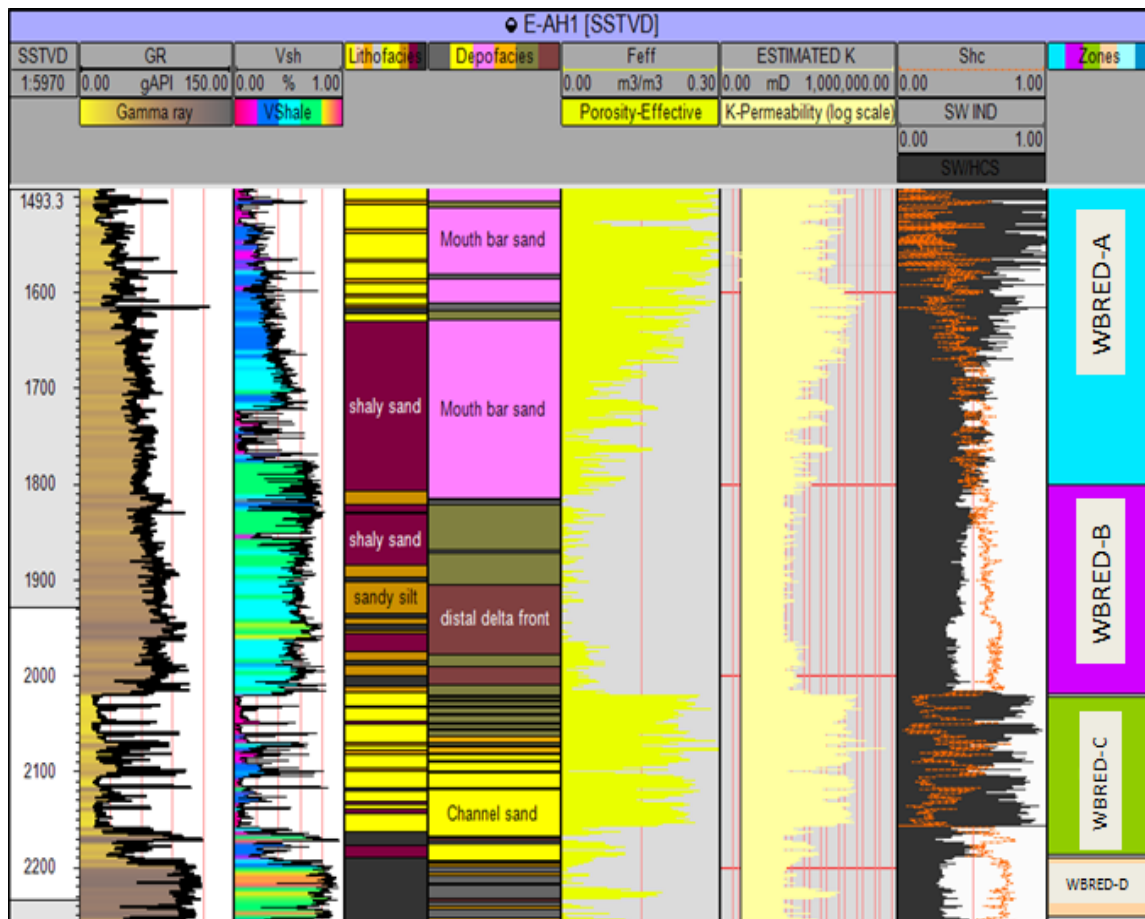 E-AH1 [SSTVD]
SSTVD GR Vsh Lithofacies Depofacies Feff ESTIMATED K Shc Zones
1:5970 0.00 gAPI 150.00 0.00 % 1.00 0.00 m3/m3 0.30 0.00 mD 1,000,000.00 0.00 1.00
Gamma ray VShale Porosity-Effective K-Permeability (log scale) SW IND
0.00 1.00
SW/HCS
1493.3
Mouth bar sand
WBRED-A
1600
1700
shaly sand Mouth bar sand
1800
shaly sand
WBRED-B
1900
sandy silt
distal delta front
2000
2100
WBRED-C
Channel sand
2200
WBRED-D